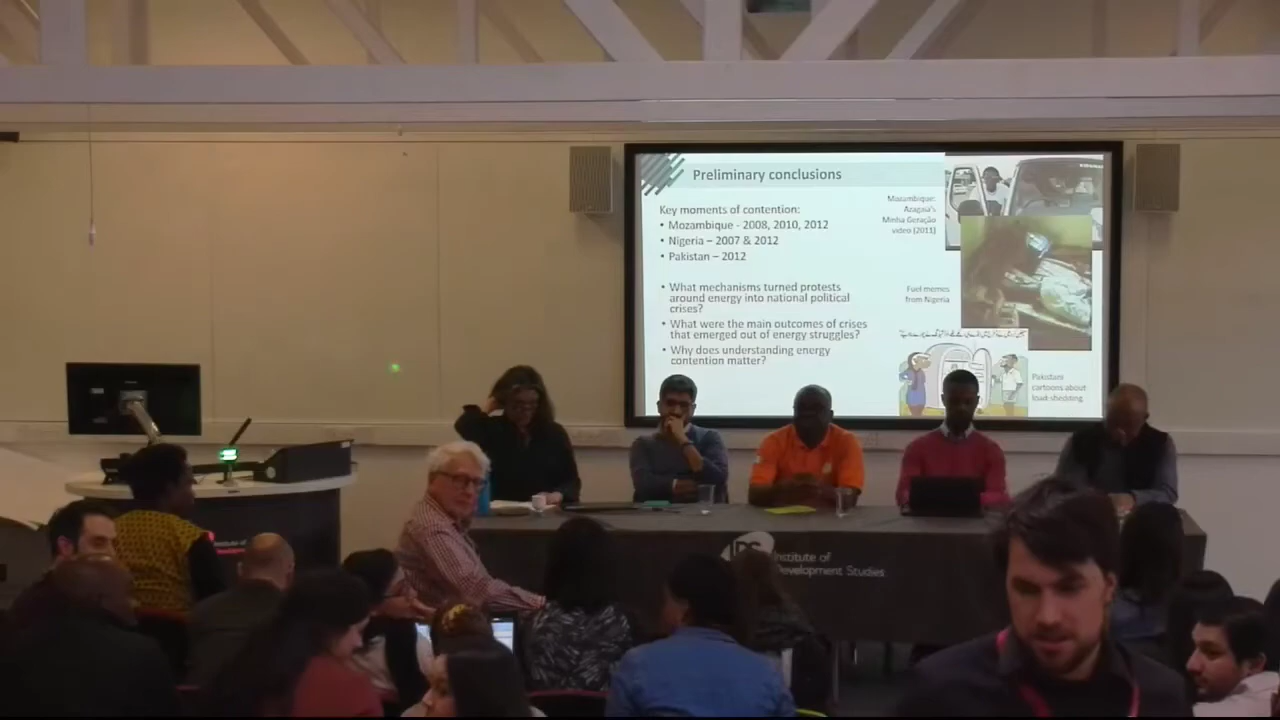 Preliminary conclusions
Key moments of contention:
• Mozambique - 2008, 2010, 2012
• Nigeria – 2007 & 2012
• Pakistan – 2012
• What mechanisms turned protests
around energy into national political
crises?
• What were the main outcomes of crises
that emerged out of energy struggles?
• Why does understanding energy
contention matter?
Mozambique:
Azagaia's
Minha Geração
video (2011)
Fuel memes
from Nigeria
Pakistani
cartoons about
load-shedding
Institute of
Development Studies